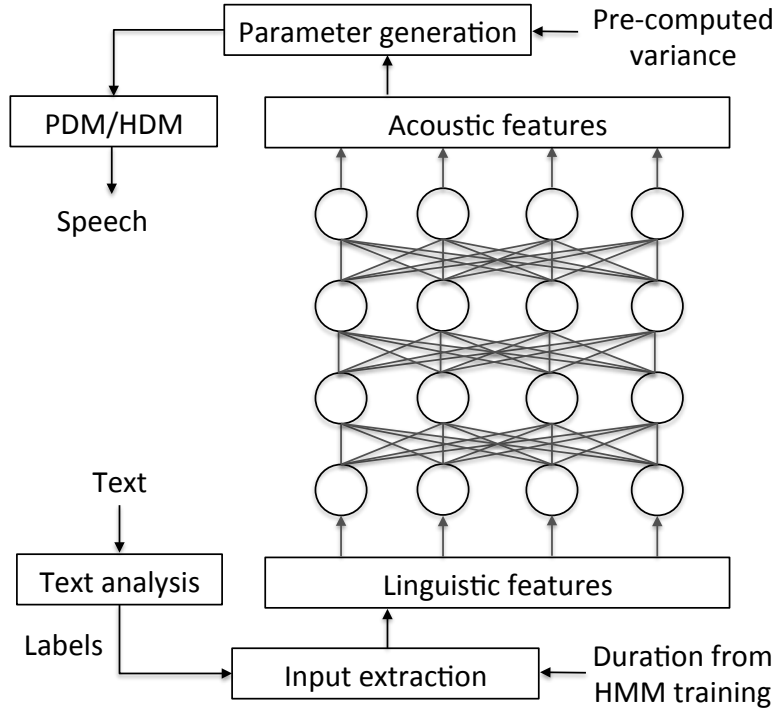 Parameter generation
Pre-computed
variance
PDM/HDM
Acoustic features
Speech
Text
Text analysis
Linguistic features
Labels
Input extraction
Duration from
HMM training